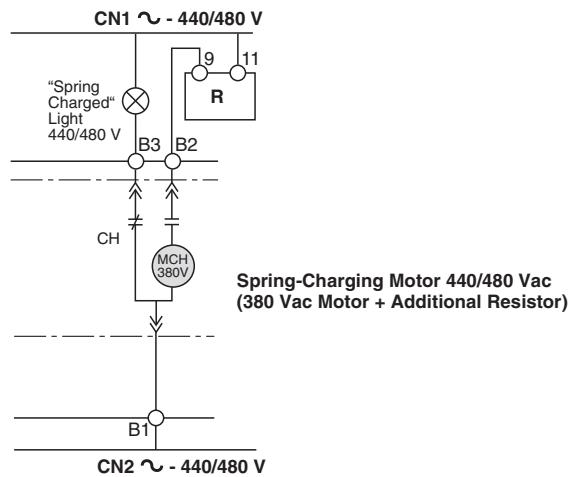 CN1 ∿ - 440/480 V
9
11
R
“Spring
Charged“
Light
440/480 V
B3
B2
CH
MCH
380V
Spring-Charging Motor 440/480 Vac
(380 Vac Motor + Additional Resistor)
B1
CN2 ∿ - 440/480 V